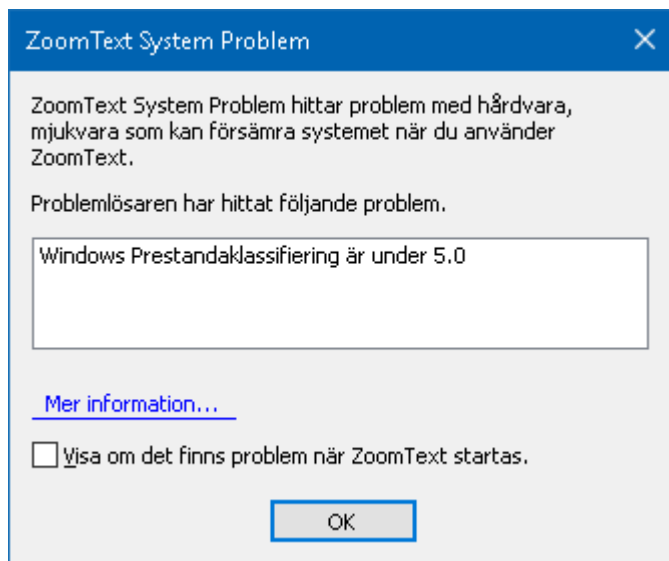 ZoomText System Problem
ZoomText System Problem hittar problem med hårdvara,
mjukvara som kan försämra systemet när du använder
ZoomText.
Problemlösaren har hittat följande problem.
Windows Prestandaklassifiering är under 5.0
Mer information...
Visa om det finns problem när ZoomText startas.
OK